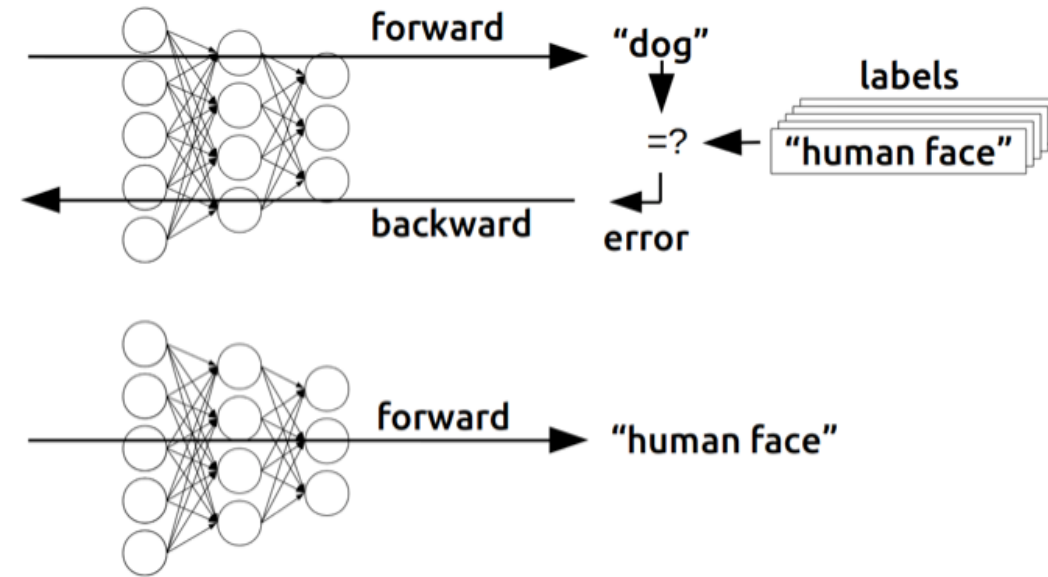 forward
“dog”
labels
=?
“human face”
backward
error
forward
“human face”